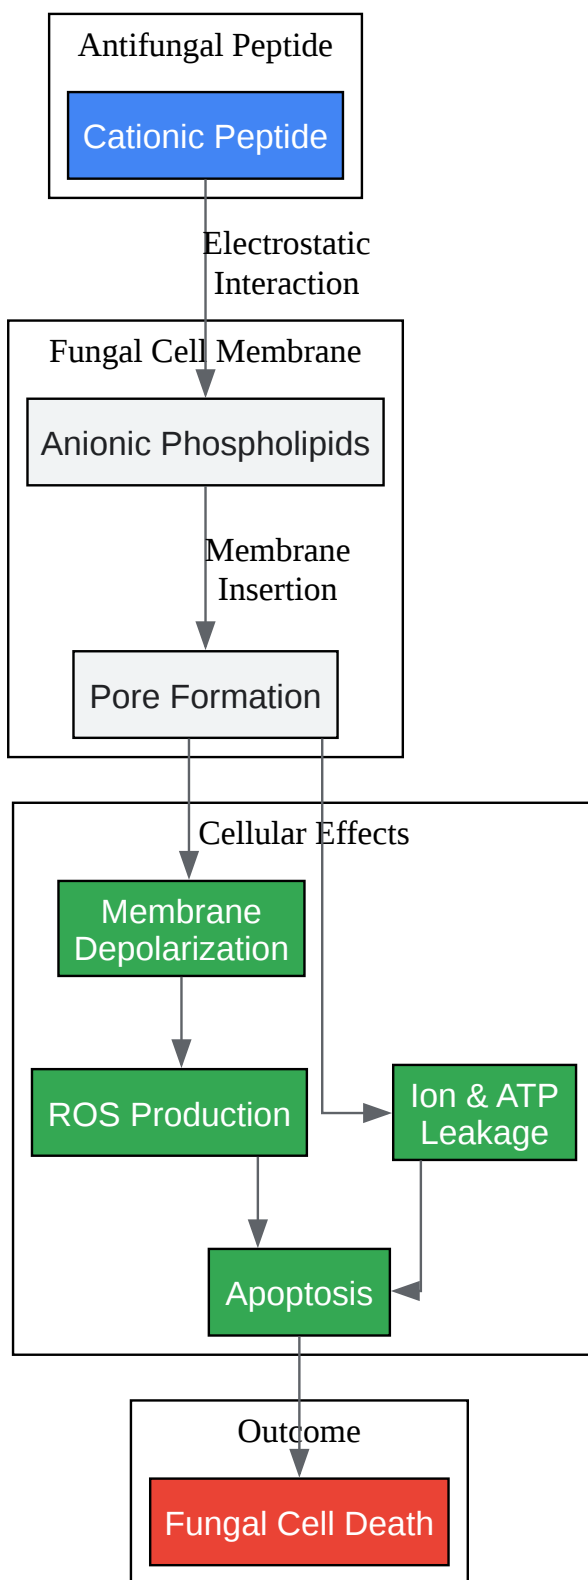 Antifungal Peptide
Cationic Peptide
Electrostatic
Interaction
Fungal Cell Membrane
Anionic Phospholipids
Membrane
Insertion
Pore Formation
Cellular Effects
Membrane
Depolarization
ROS Production
Ion & ATP
Leakage
Apoptosis
Outcome
Fungal Cell Death